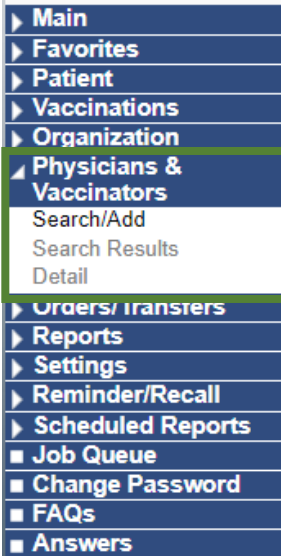 Main
Favorites
Patient
Vaccinations
Organization
Physicians &
Vaccinators
Search/Add
Search Results
Detail
Orders/Transfers
Reports
Settings
Reminder/Recall
Scheduled Reports
Job Queue
Change Password
FAQs
Answers